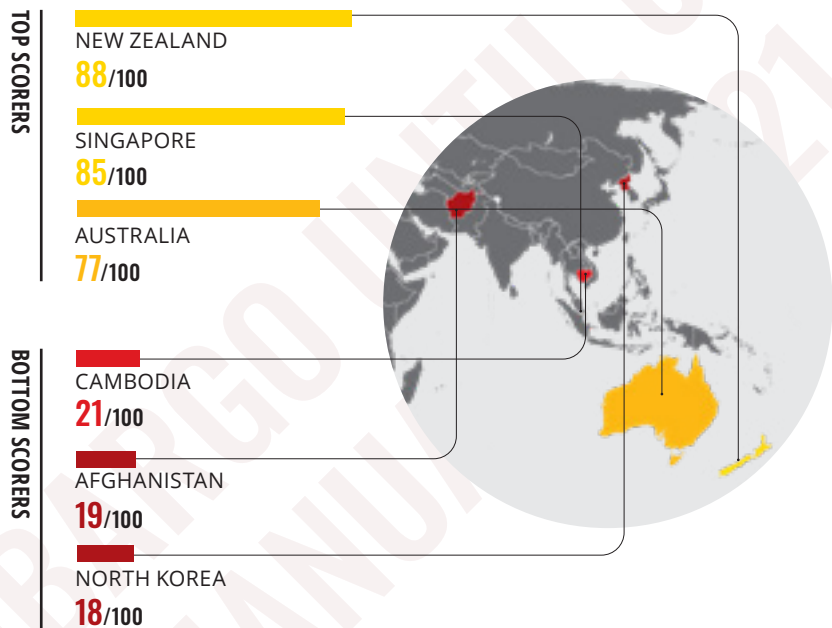 TOP SCORERS
NEW ZEALAND
88/100
SINGAPORE
85/100
AUSTRALIA
77/100
BOTTOM SCORERS
CAMBODIA
21/100
AFGHANISTAN
19/100
NORTH KOREA
18/100